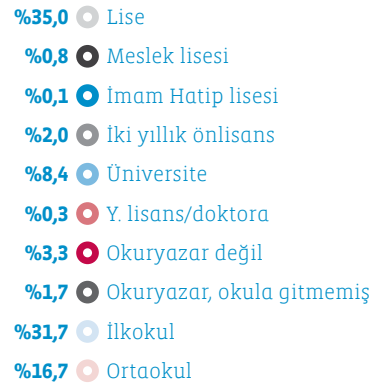 %35,0 Lise
%0,8 Meslek lisesi
%0,1 İmam Hatip lisesi
%2,0 İki yıllık önlisans
%8,4 Üniversite
%0,3 Y. lisans/doktora
%3,3 Okuryazar değil
%1,7 Okuryazar, okula gitmemiş
%31,7 İlkokul
%16,7 Ortaokul